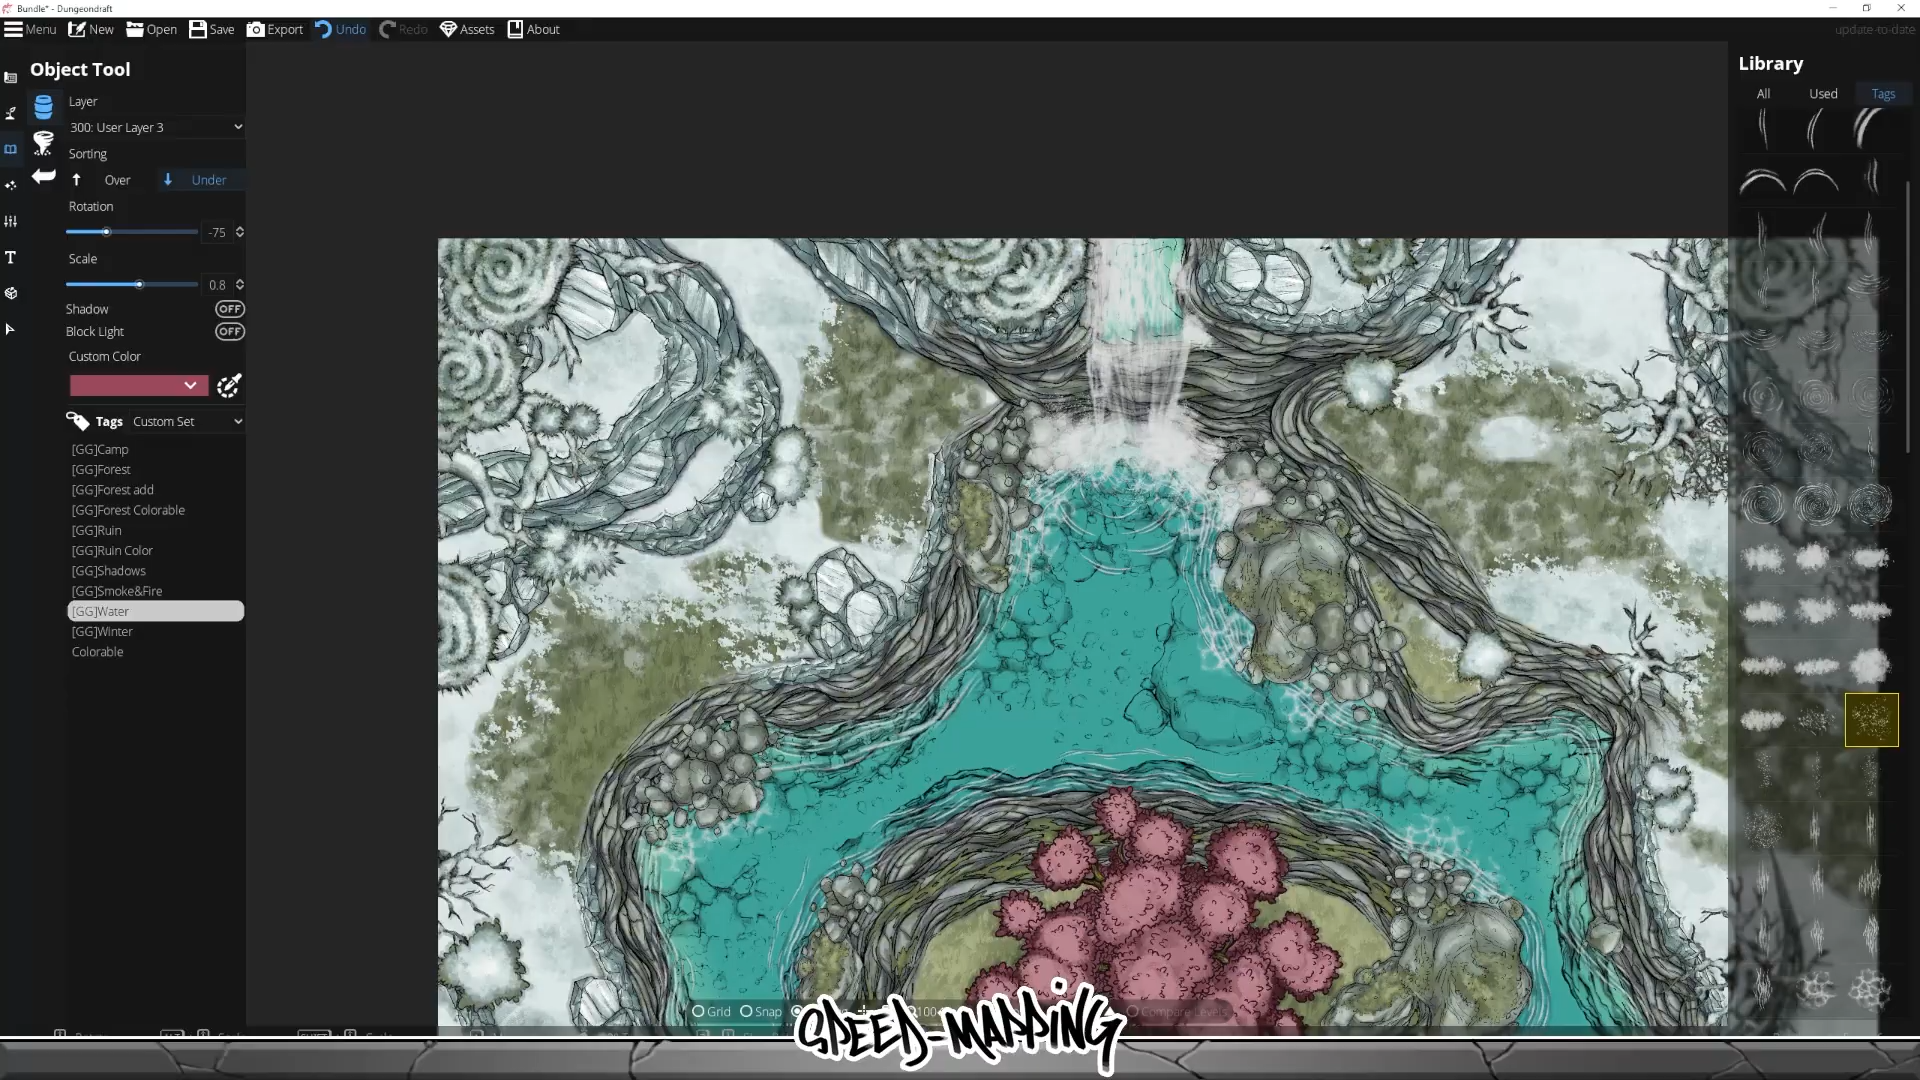 Bundle* - Dungeondraft
Menu New Open Save Export Undo Redo Assets About
update-to-date
Object Tool
Layer
300: User Layer 3
Sorting
Over Under
Rotation
-75
Scale
0.8
Shadow OFF
Block Light OFF
Custom Color
Tags Custom Set
[GG]Camp
[GG]Forest
[GG]Forest add
[GG]Forest Colorable
[GG]Ruin
[GG]Ruin Color
[GG]Shadows
[GG]Smoke&Fire
[GG]Water
[GG]Winter
Colorable
Library
All Used Tags
Grid Snap 100 Compare Levels
SPEED-MAPPING